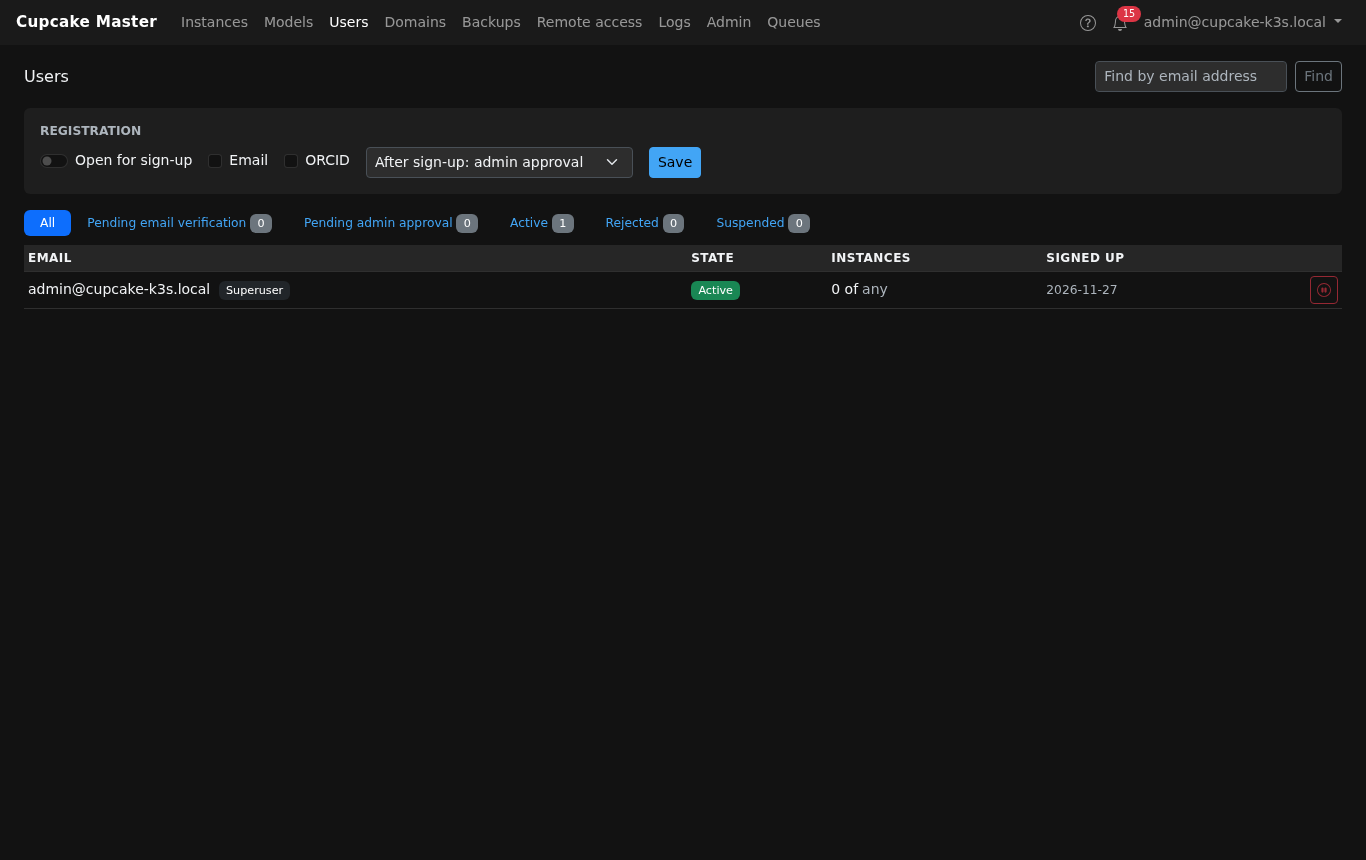 Cupcake Master Instances Models Users Domains Backups Remote access Logs Admin Queues 15 admin@cupcake-k3s.local
Users Find by email address Find
REGISTRATION
Open for sign-up Email ORCID After sign-up: admin approval Save
All Pending email verification 0 Pending admin approval 0 Active 1 Rejected 0 Suspended 0
EMAIL STATE INSTANCES SIGNED UP
admin@cupcake-k3s.local Superuser Active 0 of any 2026-11-27